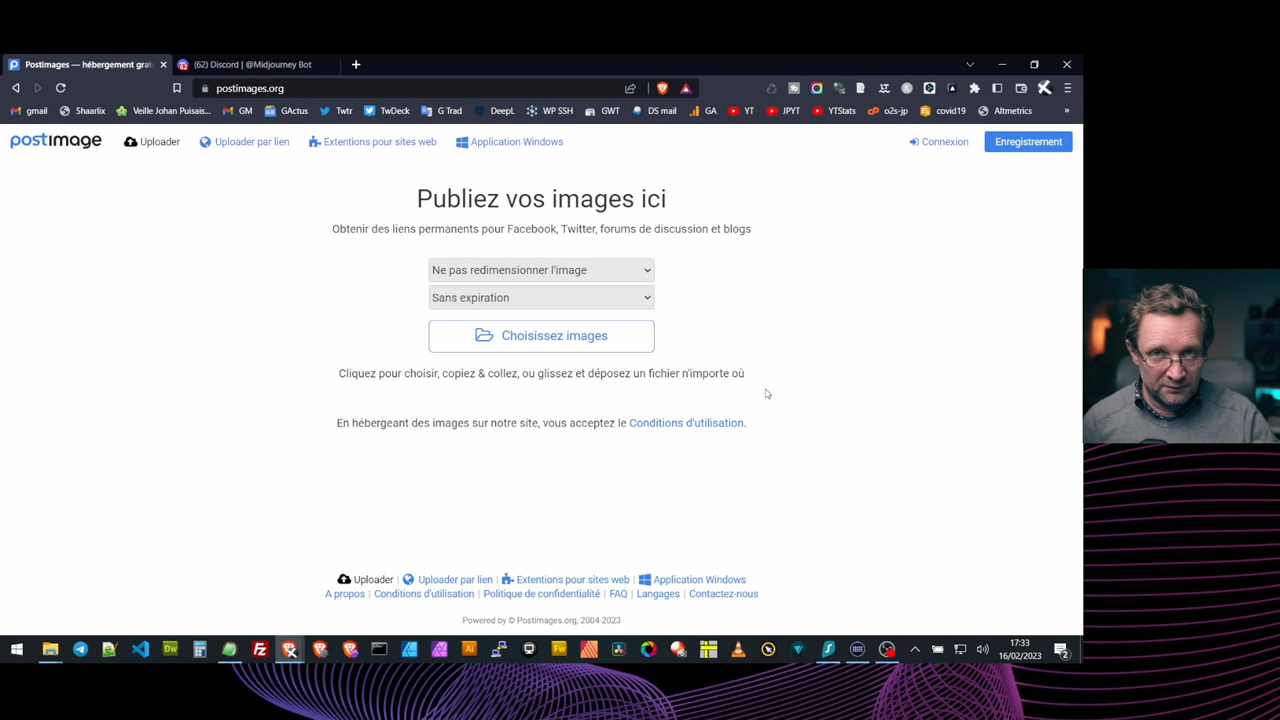 Postimages — hébergement grat
(62) Discord | @Midjourney Bot
postimages.org
gmail
Shaarlix
Veille Johan Puisais...
GM
GActus
Twtr
TwDeck
G Trad
DeepL
WP SSH
GWT
DS mail
GA
YT
JPYT
YTStats
o2s-jp
covid19
Altmetrics
»
postimage
Uploader
Uploader par lien
Extentions pour sites web
Application Windows
Connexion
Enregistrement
Publiez vos images ici
Obtenir des liens permanents pour Facebook, Twitter, forums de discussion et blogs
Ne pas redimensionner l'image
Sans expiration
Choisissez images
Cliquez pour choisir, copiez & collez, ou glissez et déposez un fichier n'importe où
En hébergeant des images sur notre site, vous acceptez le Conditions d'utilisation.
Uploader | Uploader par lien | Extentions pour sites web | Application Windows
A propos | Conditions d'utilisation | Politique de confidentialité | FAQ | Langages | Contactez-nous
Powered by © Postimages.org, 2004-2023
Dw
Fz
Ai
Fw
17:33
16/02/2023
2